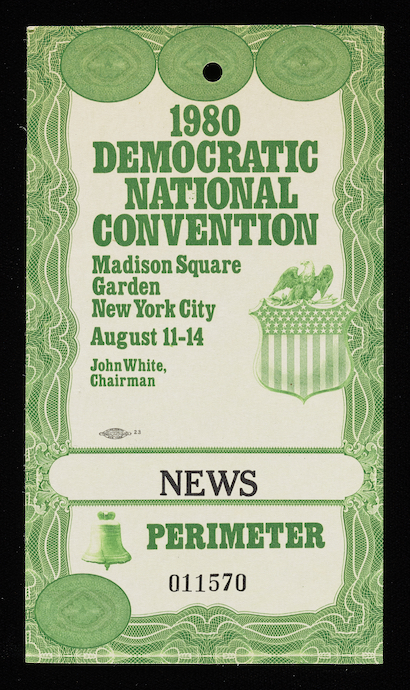 1980
DEMOCRATIC
NATIONAL
CONVENTION
Madison Square
Garden
New York City
August 11-14
John White,
Chairman
23
NEWS
PERIMETER
011570